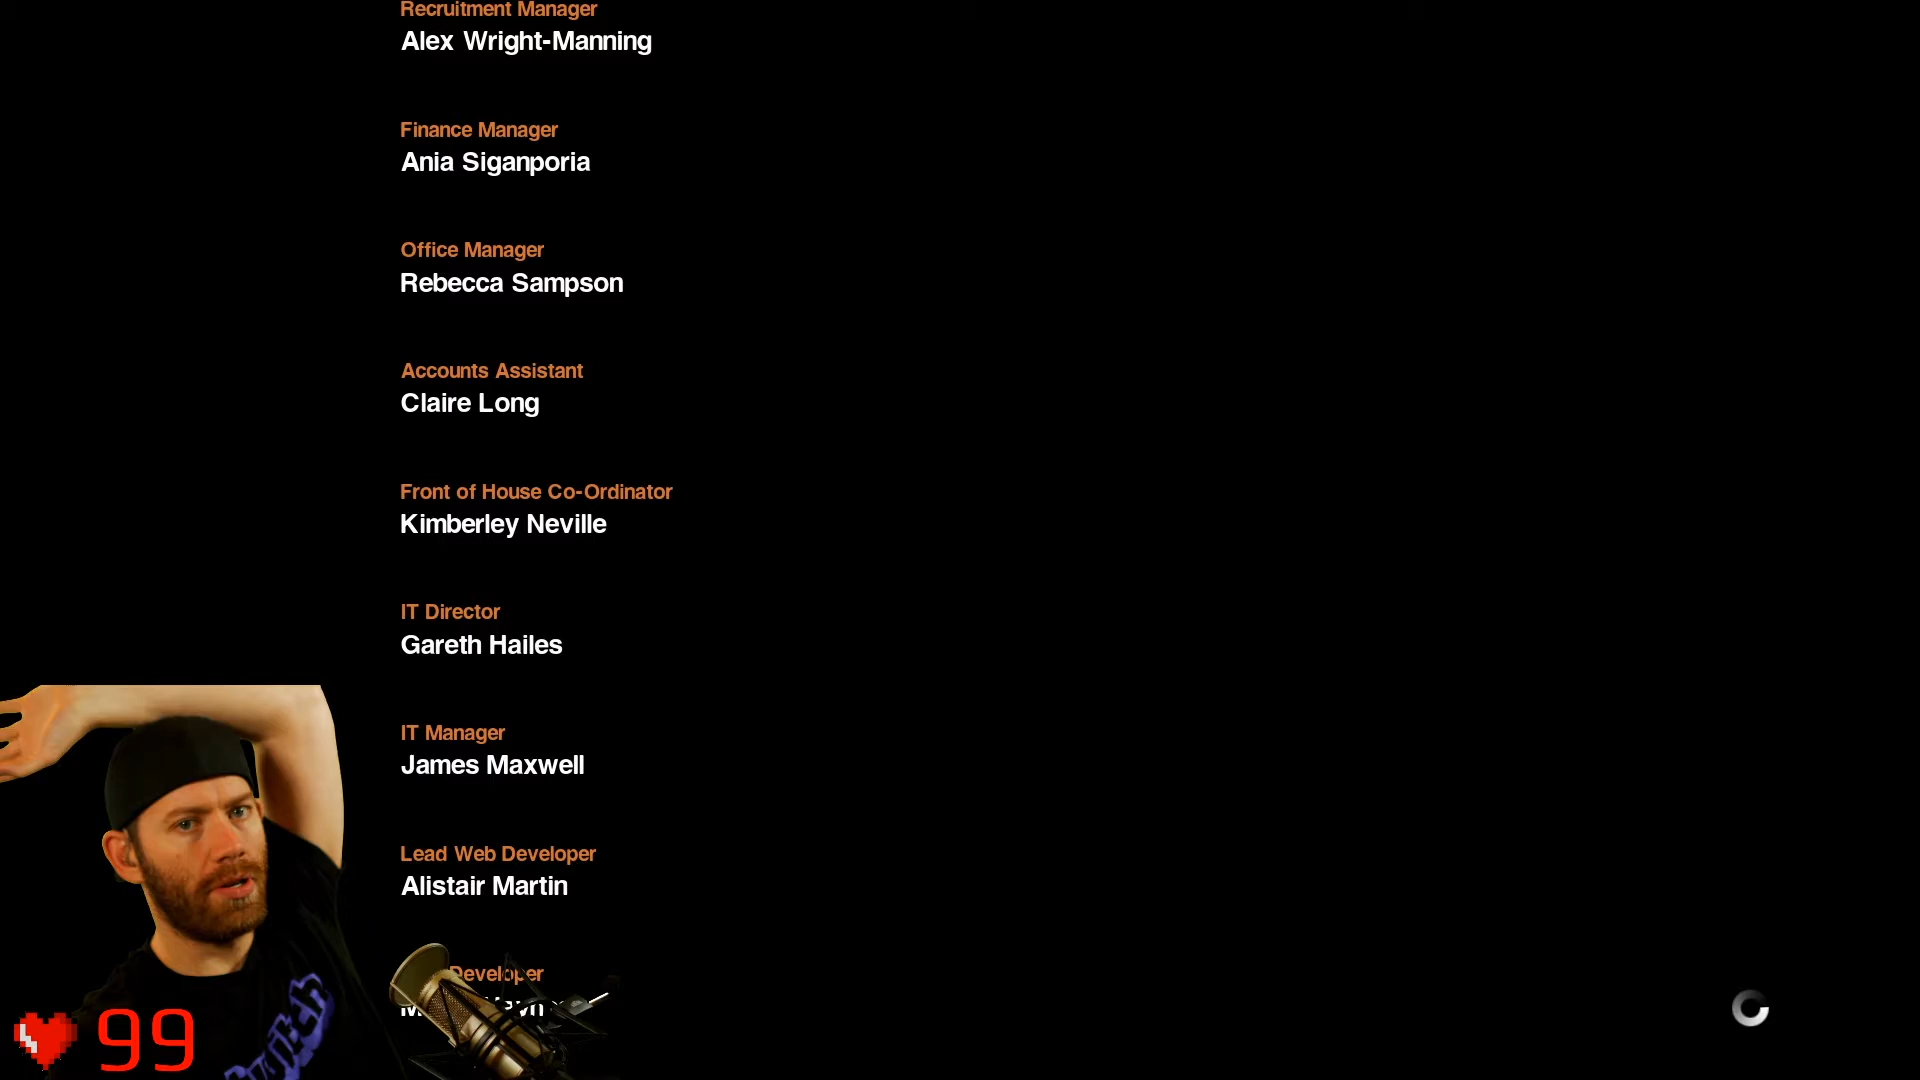 Recruitment Manager
Alex Wright-Manning
Finance Manager
Ania Siganporia
Office Manager
Rebecca Sampson
Accounts Assistant
Claire Long
Front of House Co-Ordinator
Kimberley Neville
IT Director
Gareth Hailes
IT Manager
James Maxwell
Lead Web Developer
Alistair Martin
Developer
99